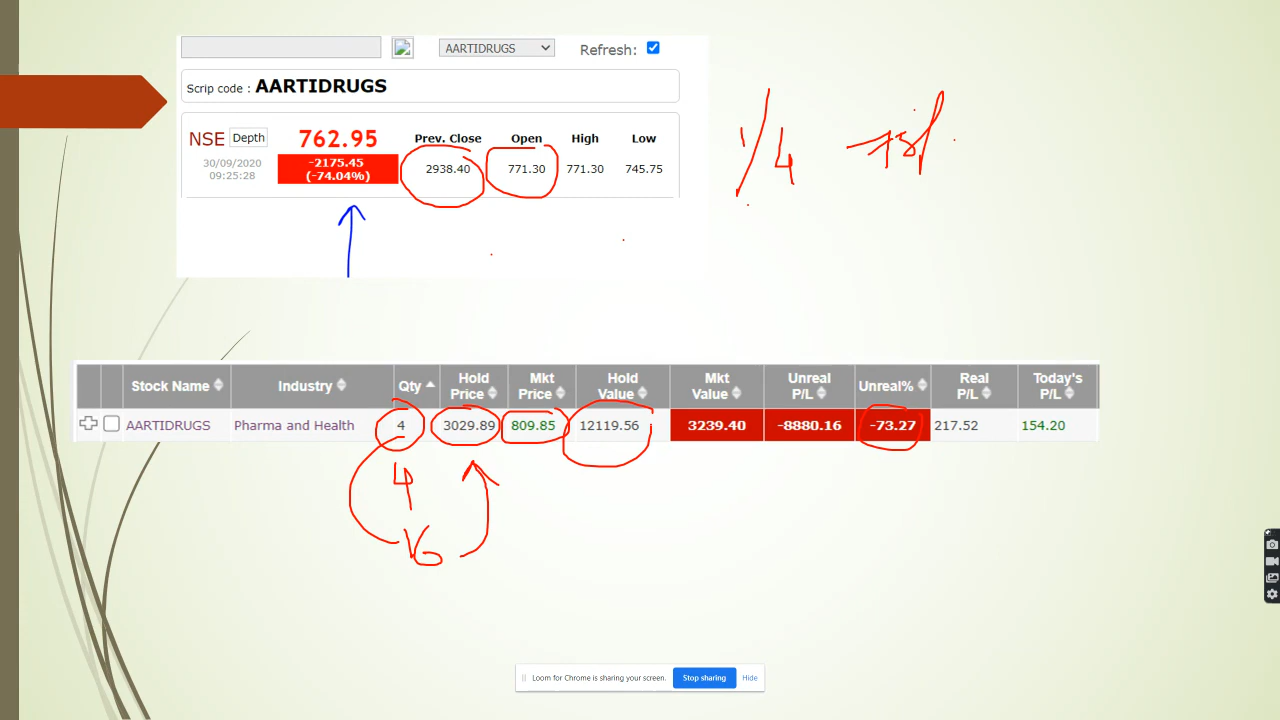 AARTIDRUGS Refresh:
Scrip code : AARTIDRUGS
NSE Depth 762.95 Prev. Close Open High Low
30/09/2020 -2175.45 2938.40 771.30 771.30 745.75
09:25:28 (-74.04%)
1/4
Stock Name Industry Qty Hold Price Mkt Price Hold Value Mkt Value Unreal P/L Unreal% Real P/L Today's P/L
AARTIDRUGS Pharma and Health 4 3029.89 809.85 12119.56 3239.40 -8880.16 -73.27 217.52 154.20
4
16
Loom for Chrome is sharing your screen. Stop sharing Hide